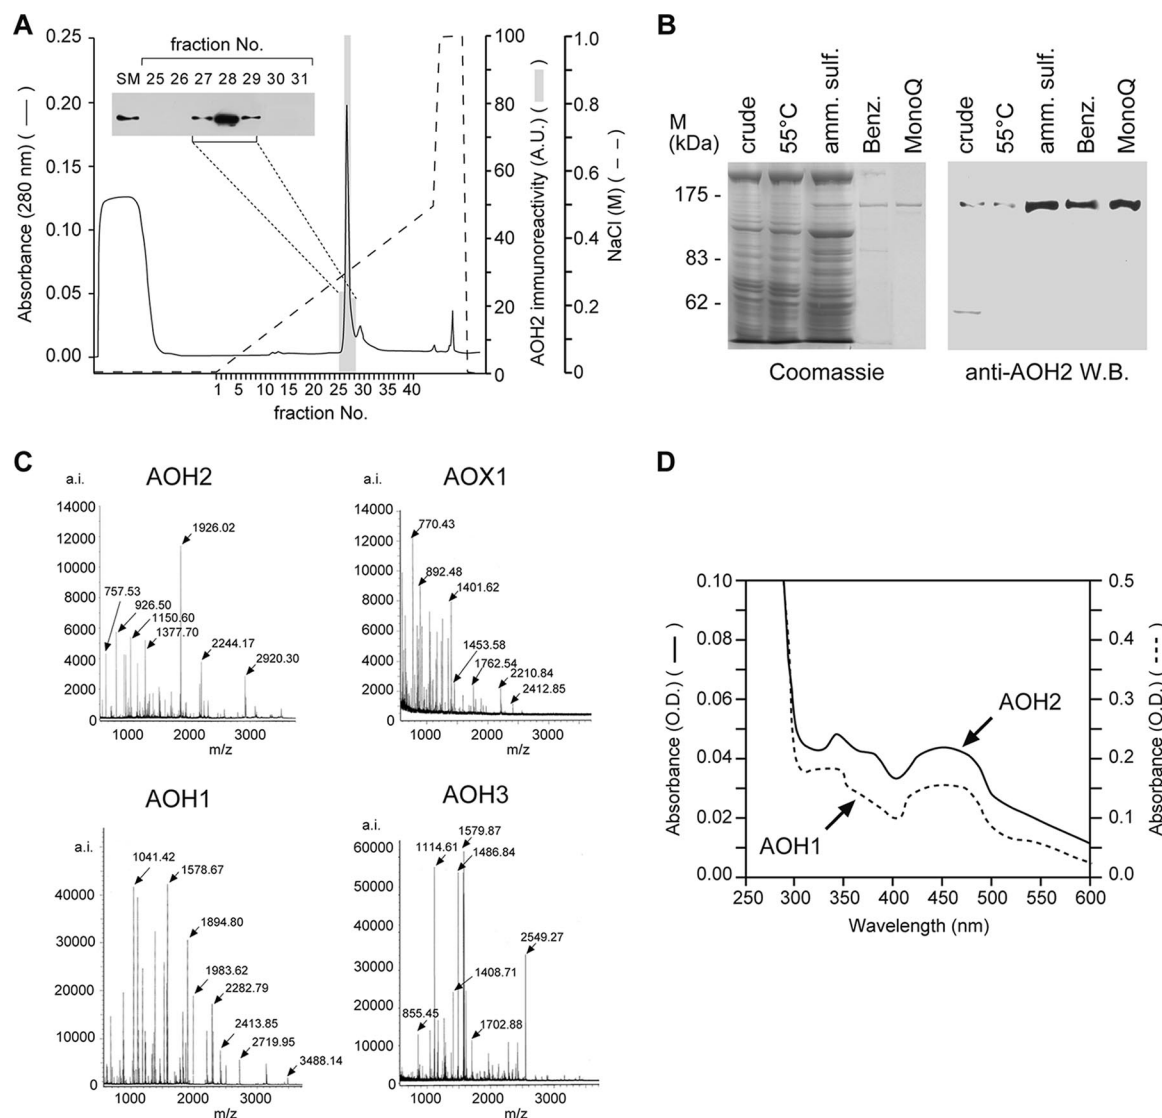 A
fraction No.
SM 25 26 27 28 29 30 31
Absorbance (280 nm) ( — )
0.25
0.20
0.15
0.10
0.05
0.00
100
80
60
40
20
0
AOH2 immunoreactivity (A.U.) ( )
1.0
0.8
0.6
0.4
0.2
0
NaCl (M) ( – – )
1 5 10 15 20 25 30 35 40
fraction No.
B
M
(kDa)
crude
55°C
amm. sulf.
Benz.
MonoQ
crude
55°C
amm. sulf.
Benz.
MonoQ
175 -
83 -
62 -
Coomassie
anti-AOH2 W.B.
C
a.i.
AOH2
14000
12000
10000
8000
6000
4000
2000
0
757.53
926.50
1150.60
1377.70
1926.02
2244.17
2920.30
1000 2000 3000
m/z
a.i.
AOX1
14000
12000
10000
8000
6000
4000
2000
0
770.43
892.48
1401.62
1453.58
1762.54
2210.84
2412.85
1000 2000 3000
m/z
AOH1
a.i.
40000
30000
20000
10000
0
1041.42
1578.67
1894.80
1983.62
2282.79
2413.85
2719.95
3488.14
1000 2000 3000
m/z
AOH3
a.i.
60000
50000
40000
30000
20000
10000
0
1114.61
1579.87
1486.84
2549.27
1408.71
855.45
1702.88
1000 2000 3000
m/z
D
Absorbance (O.D.) ( — )
0.10
0.08
0.06
0.04
0.02
0.00
0.5
0.4
0.3
0.2
0.1
0.0
Absorbance (O.D.) ( ---- )
AOH2
AOH1
250 300 350 400 450 500 550 600
Wavelength (nm)